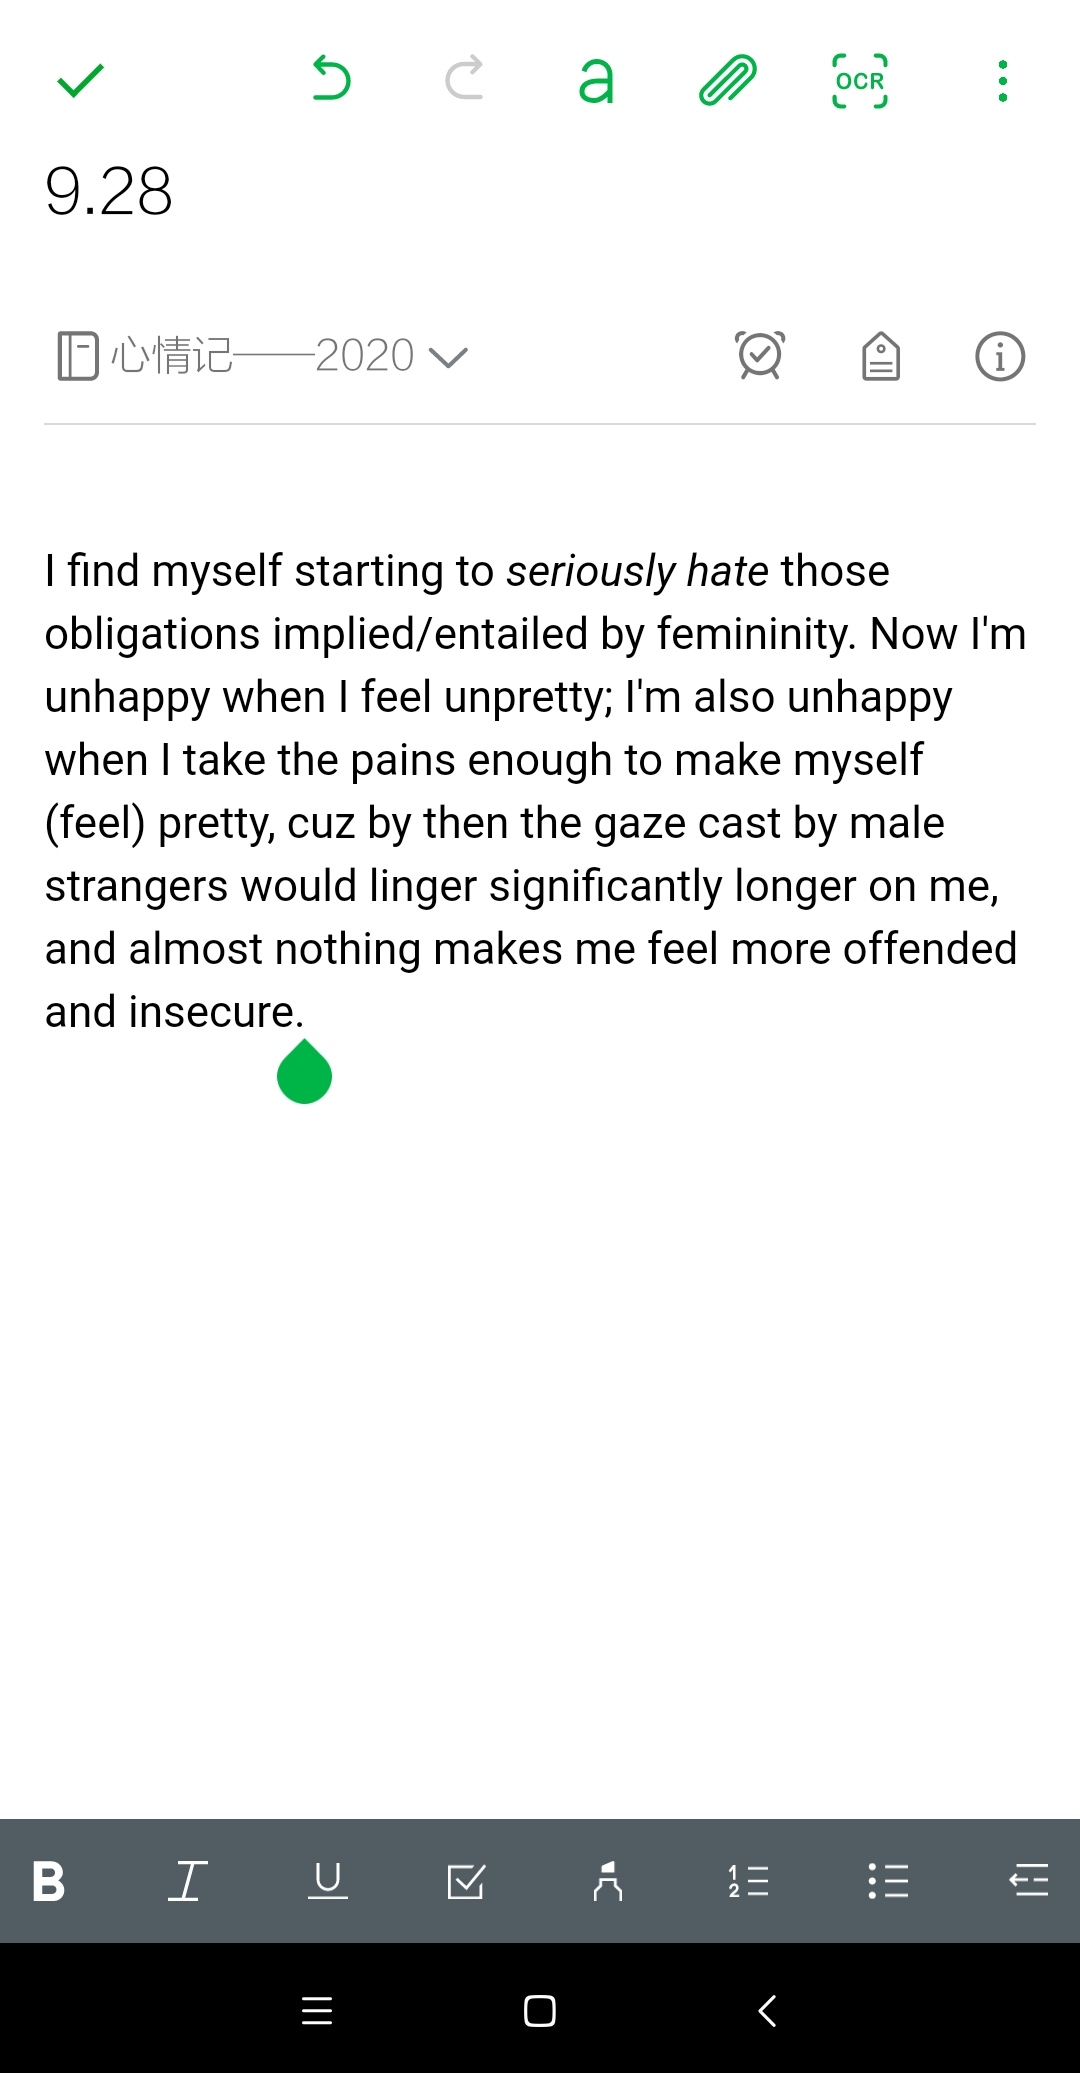 OCR
9.28
心情记——2020
I find myself starting to seriously hate those
obligations implied/entailed by femininity. Now I'm
unhappy when I feel unpretty; I'm also unhappy
when I take the pains enough to make myself
(feel) pretty, cuz by then the gaze cast by male
strangers would linger significantly longer on me,
and almost nothing makes me feel more offended
and insecure.